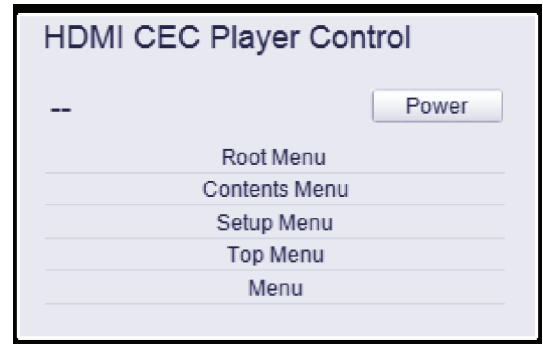 HDMI CEC Player Control
-- Power
Root Menu
Contents Menu
Setup Menu
Top Menu
Menu